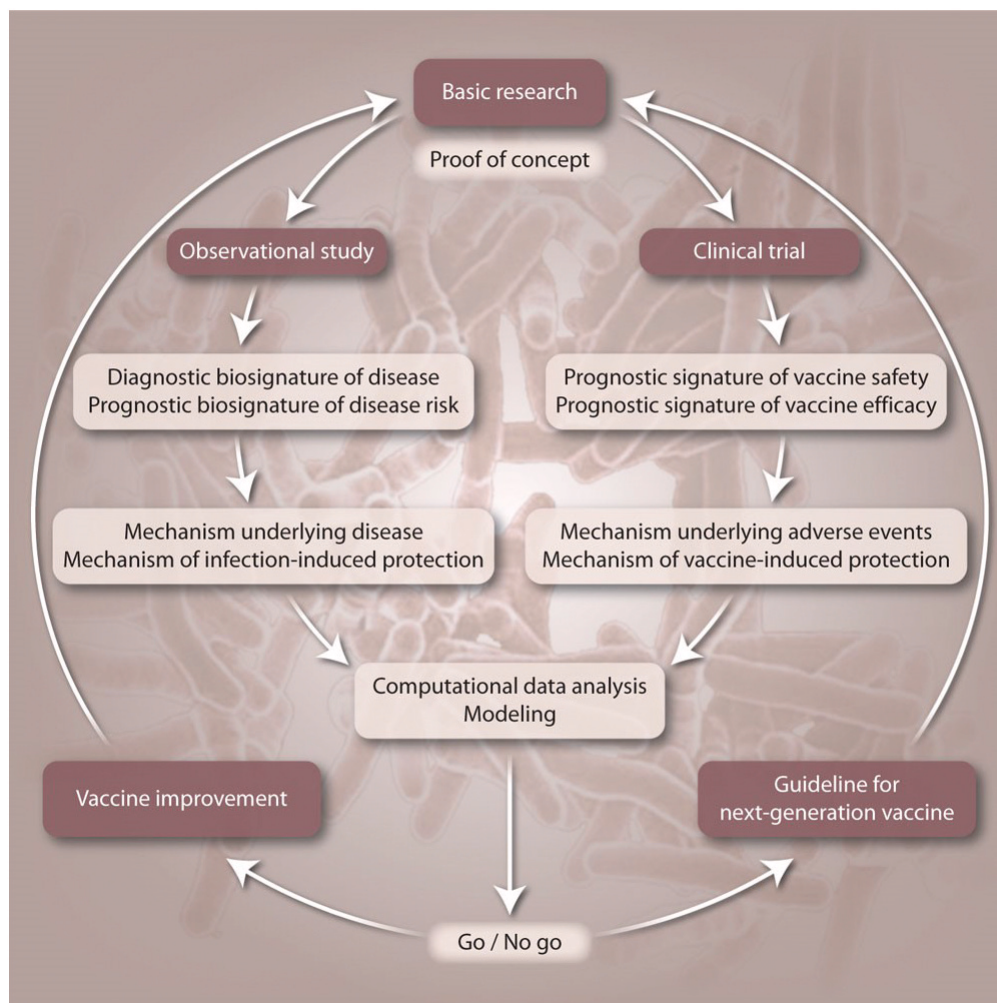 Basic research
Proof of concept
Observational study
Clinical trial
Diagnostic biosignature of disease
Prognostic biosignature of disease risk
Prognostic signature of vaccine safety
Prognostic signature of vaccine efficacy
Mechanism underlying disease
Mechanism of infection-induced protection
Mechanism underlying adverse events
Mechanism of vaccine-induced protection
Computational data analysis
Modeling
Vaccine improvement
Guideline for
next-generation vaccine
Go / No go